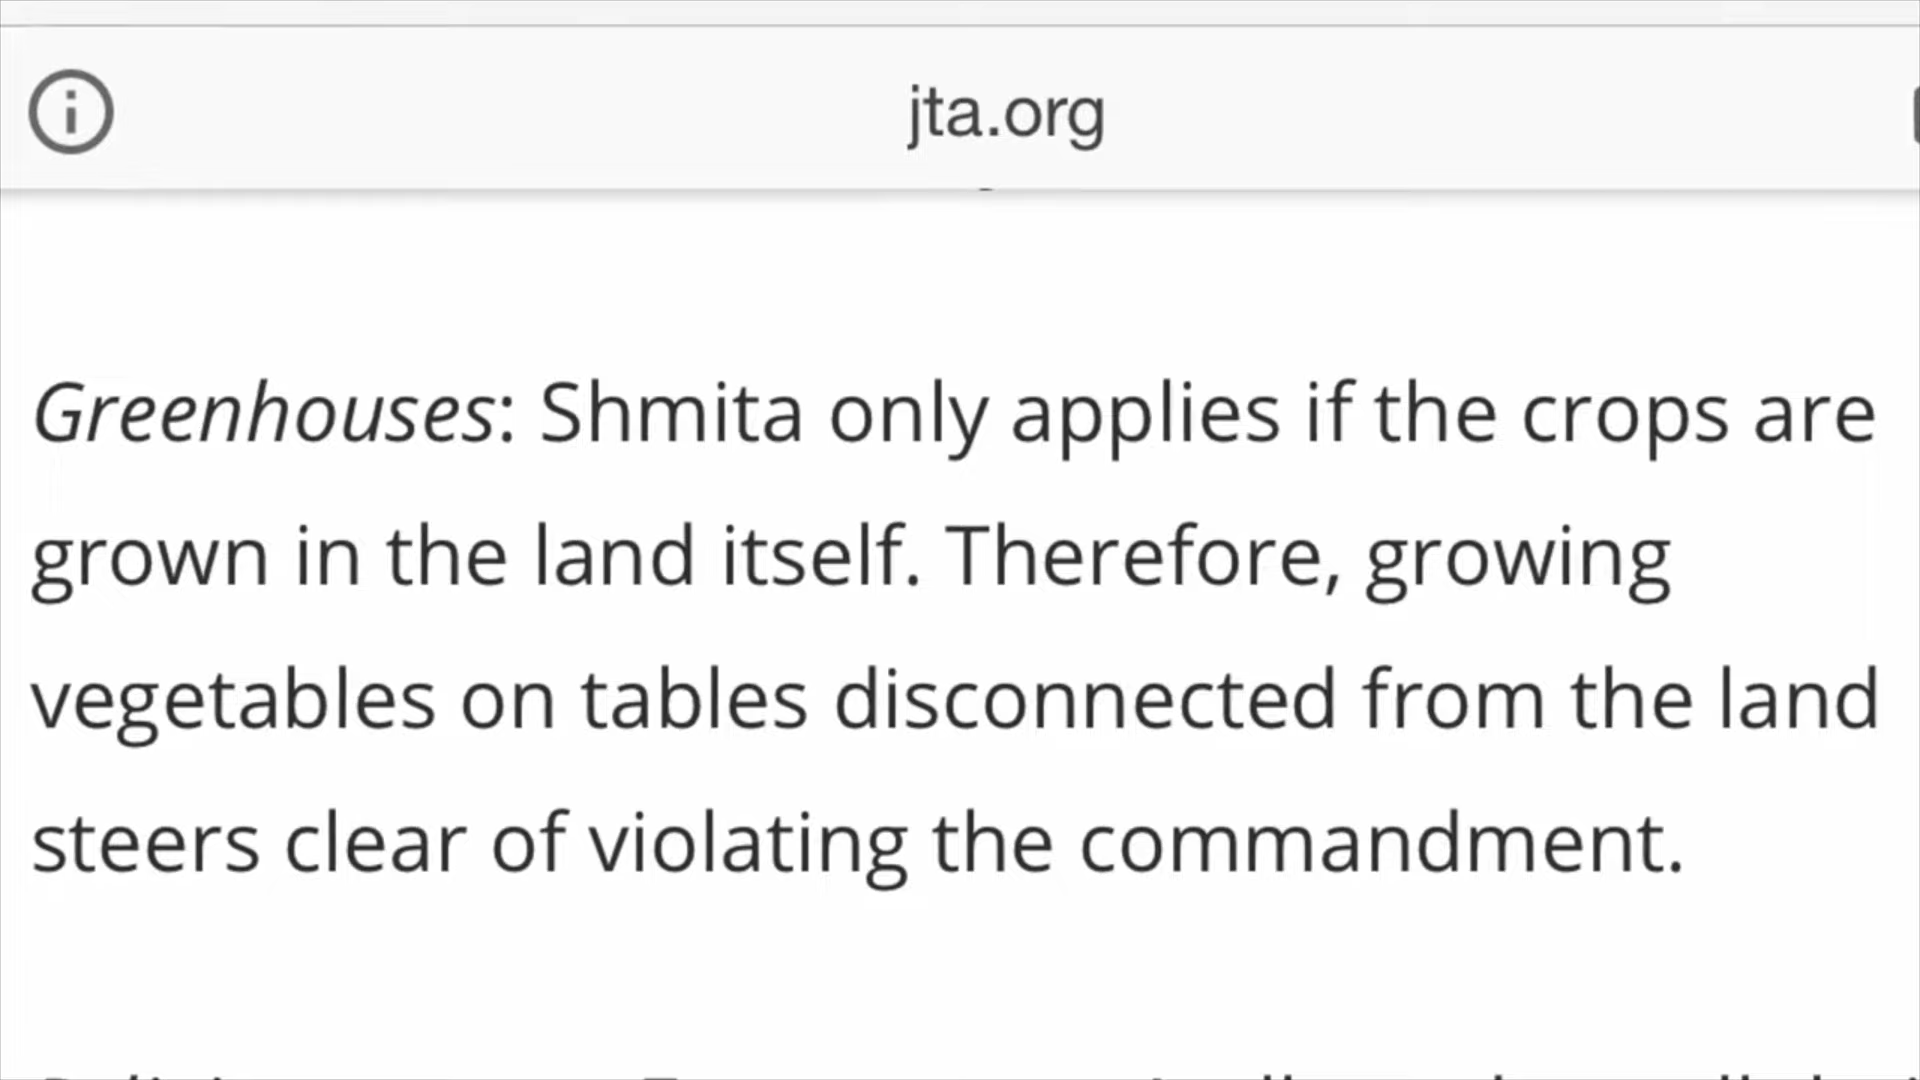 jta.org
Greenhouses: Shmita only applies if the crops are
grown in the land itself. Therefore, growing
vegetables on tables disconnected from the land
steers clear of violating the commandment.